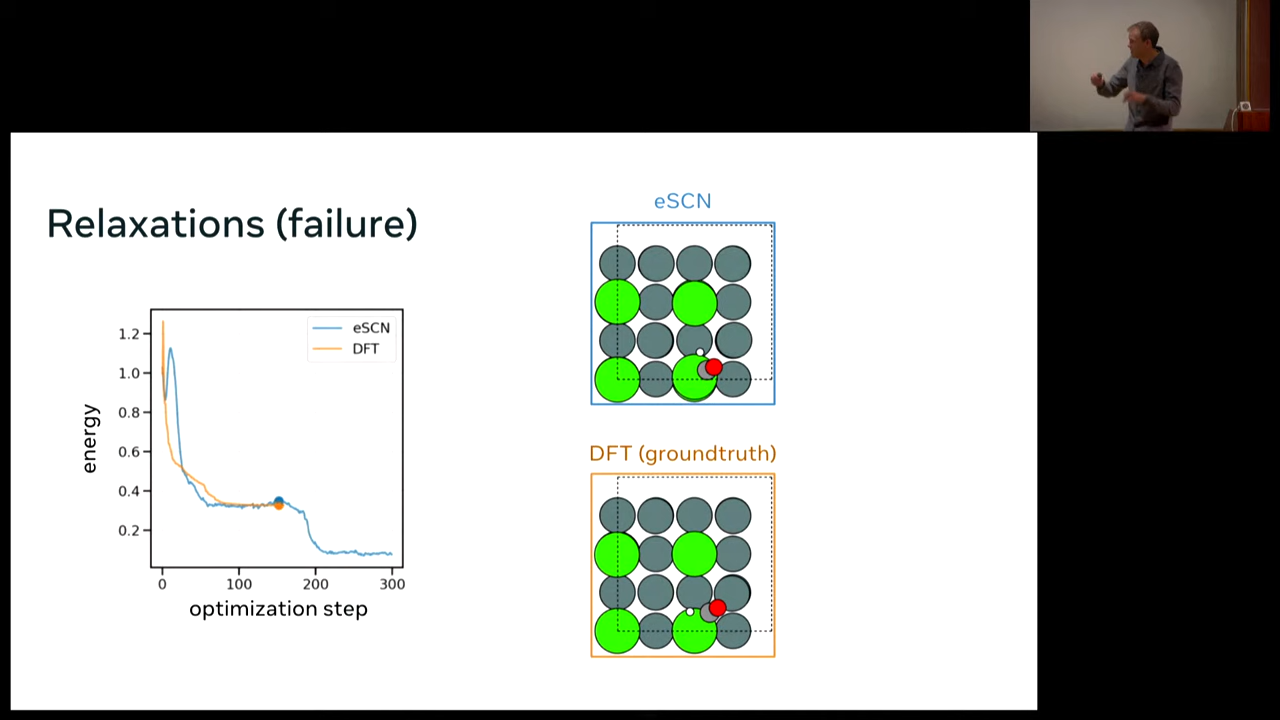 Relaxations (failure)
eSCN
DFT
energy
1.2
1.0
0.8
0.6
0.4
0.2
0
100
200
300
optimization step
eSCN
DFT (groundtruth)